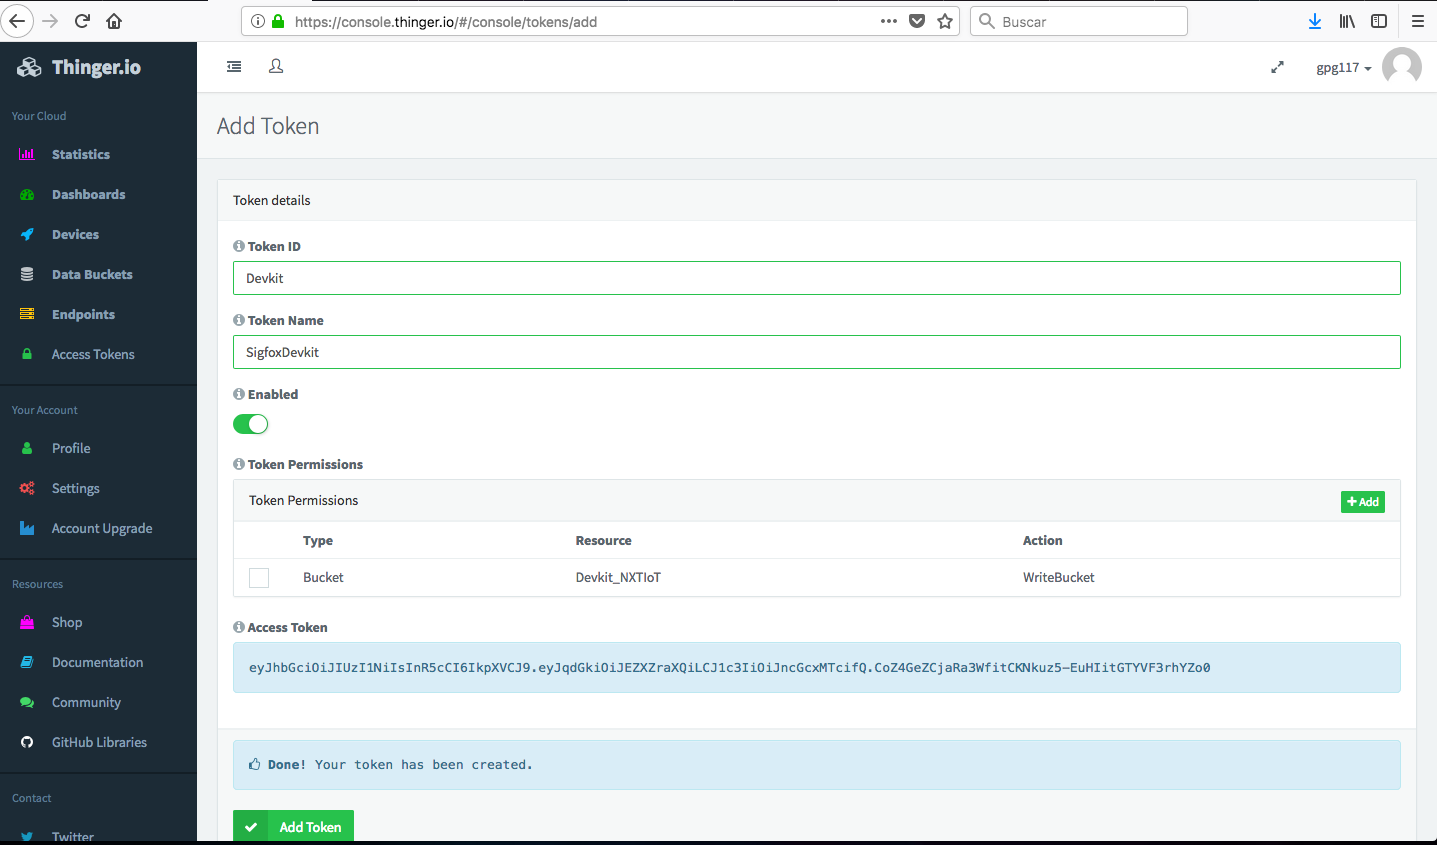 https://console.thinger.io/#/console/tokens/add
Buscar
Thinger.io
gpg117
Your Cloud
Statistics
Dashboards
Devices
Data Buckets
Endpoints
Access Tokens
Your Account
Profile
Settings
Account Upgrade
Resources
Shop
Documentation
Community
GitHub Libraries
Contact
Twitter
Add Token
Token details
Token ID
Devkit
Token Name
SigfoxDevkit
Enabled
Token Permissions
Token Permissions
Add
Type Resource Action
Bucket Devkit_NXTIoT WriteBucket
Access Token
eyJhbGciOiJIUzI1NiIsInR5cCI6IkpXVCJ9.eyJqdGkiOiJEZXZraXQiLCJ1c3IiOiJncGcxMTcifQ.CoZ4GeZCjaRa3WfitCKNkuz5-EuHIitGTYVF3rhYZo0
Done! Your token has been created.
Add Token